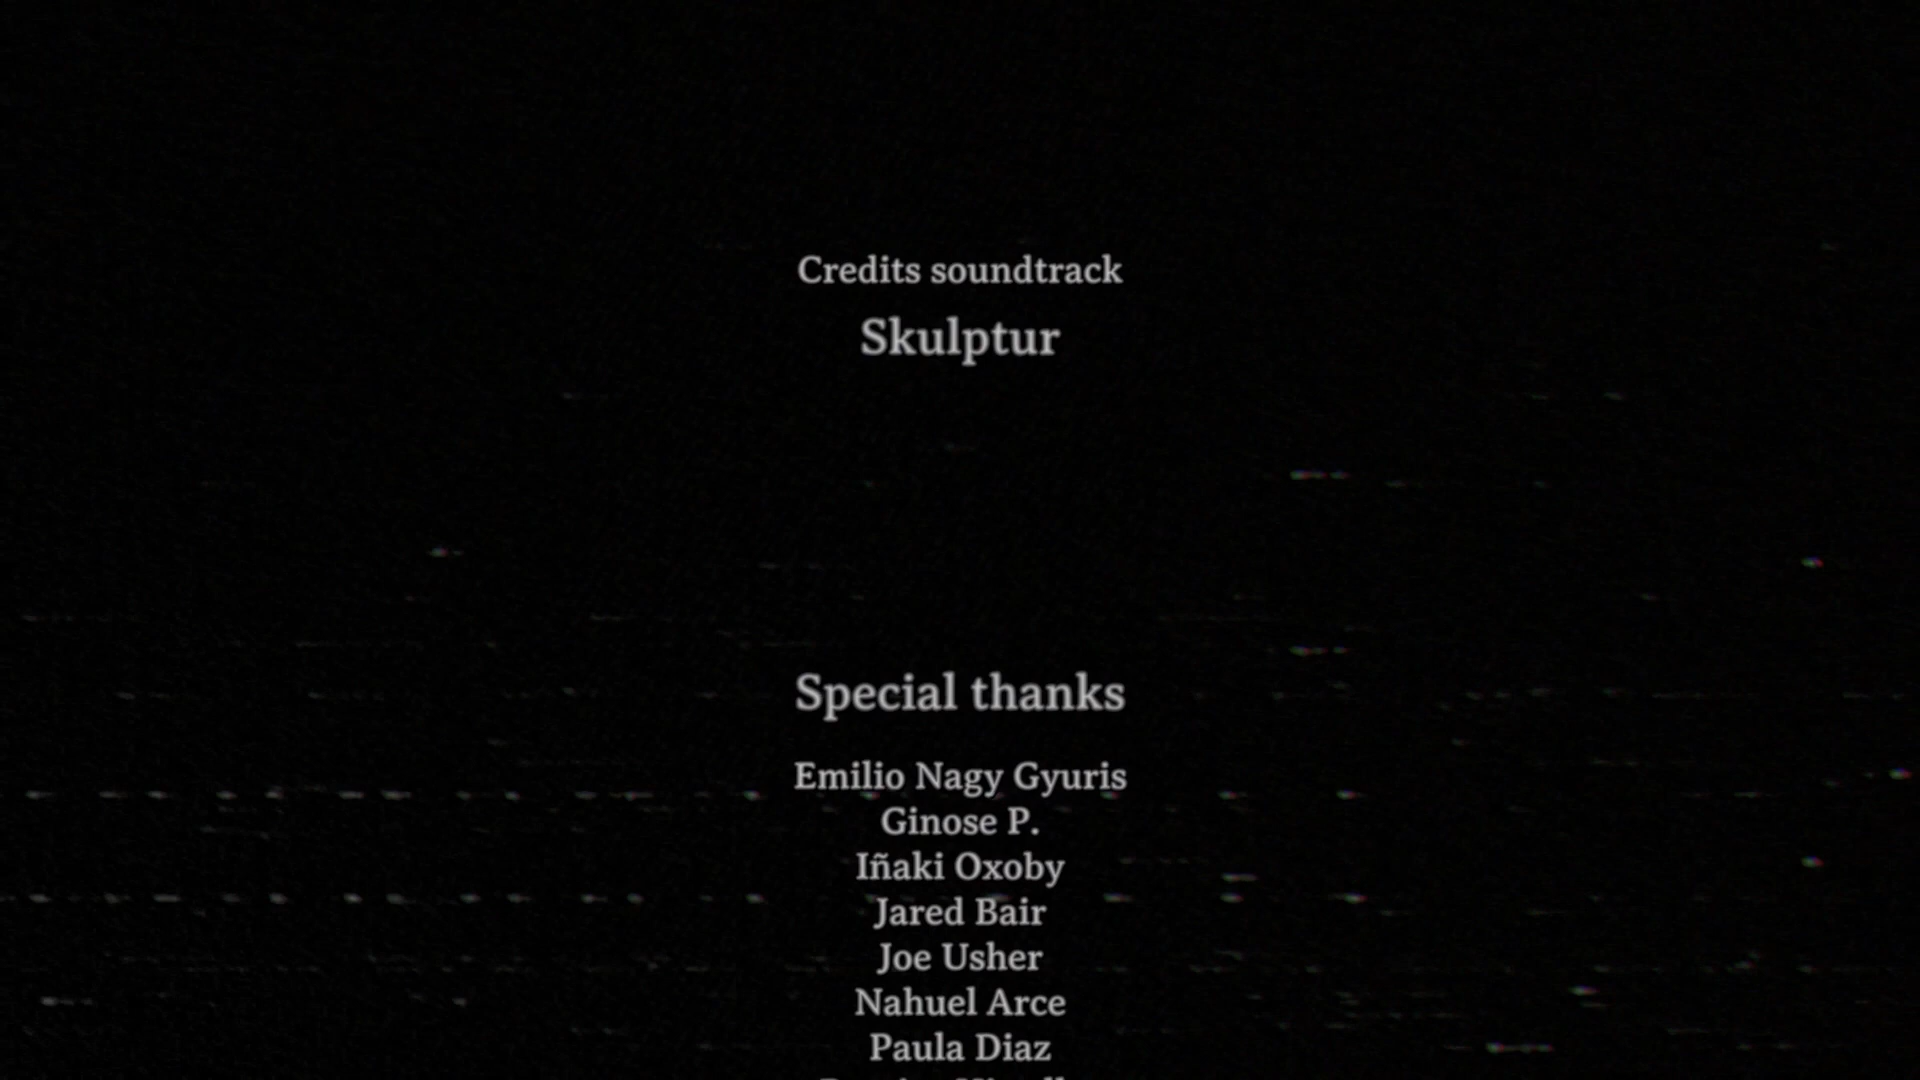 Credits soundtrack
Skulptur
Special thanks
Emilio Nagy Gyuris
Ginose P.
Iñaki Oxoby
Jared Bair
Joe Usher
Nahuel Arce
Paula Diaz